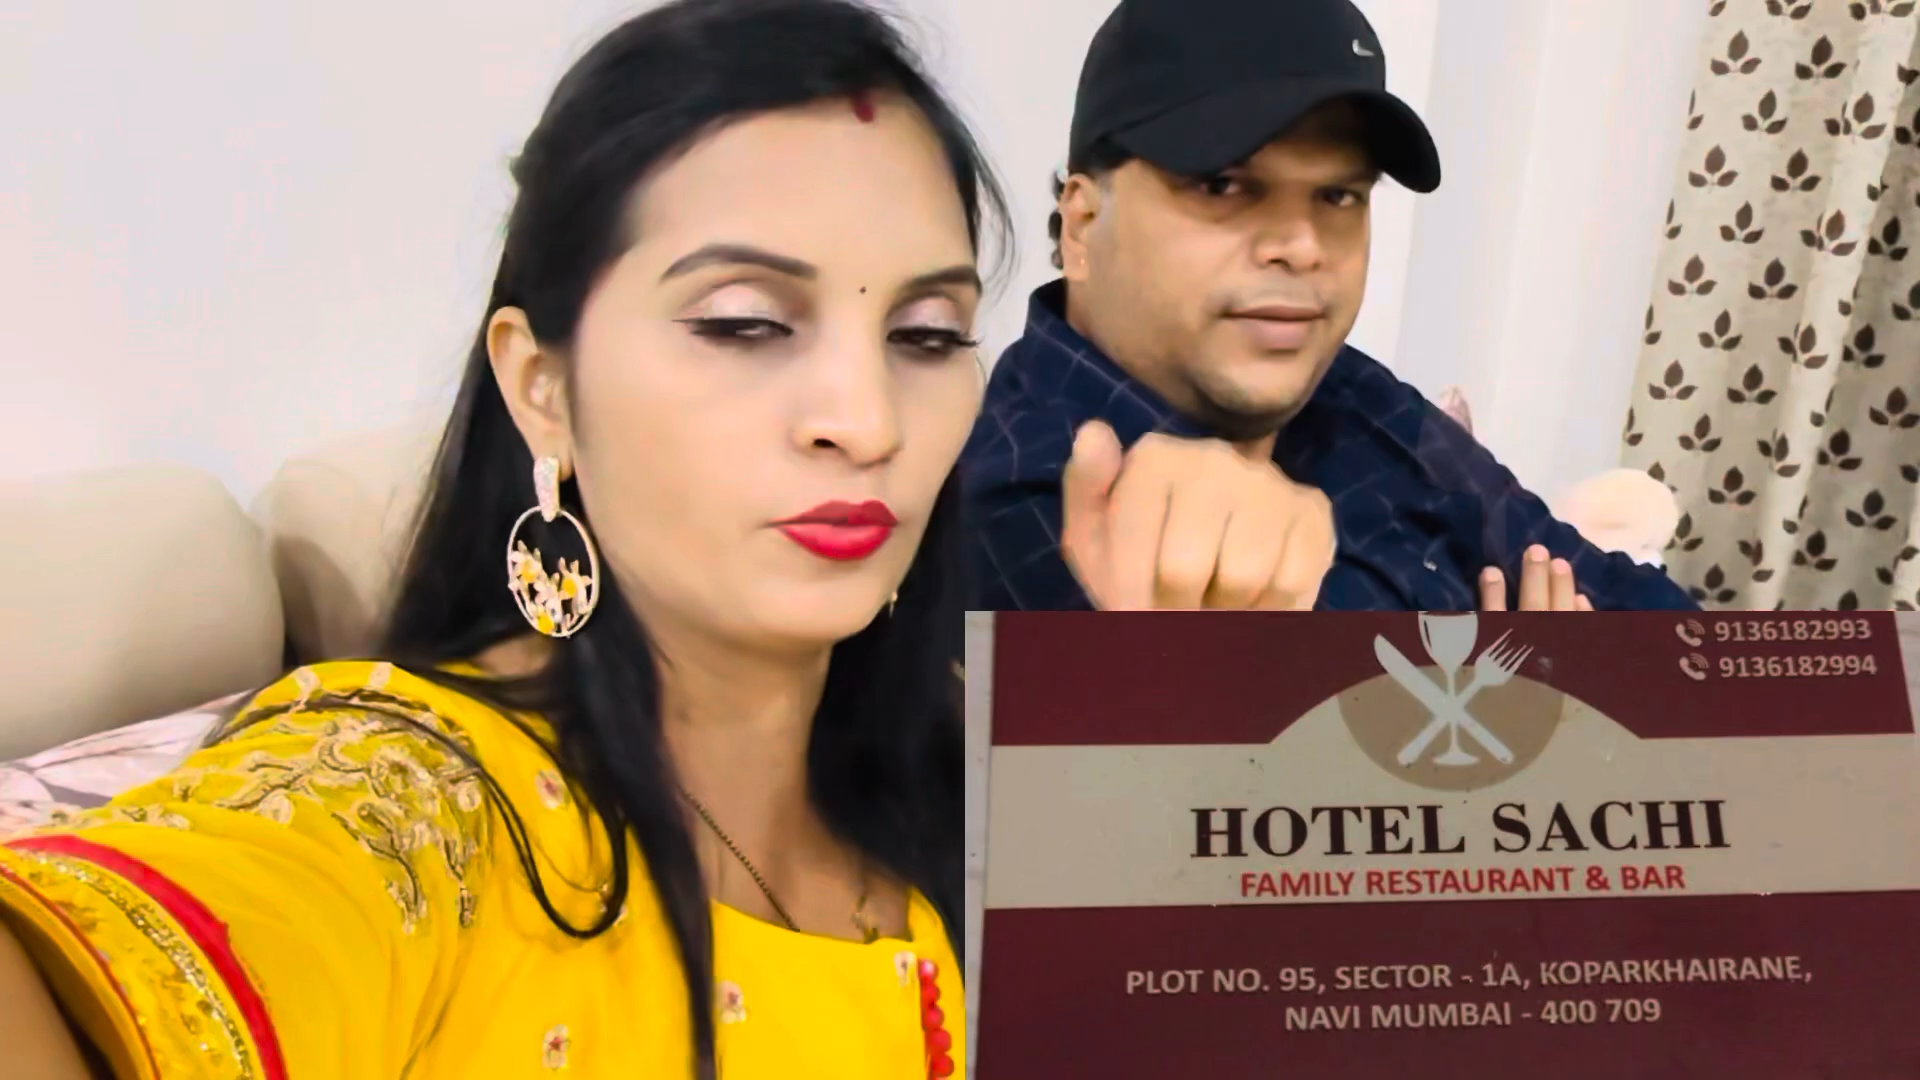 9136182993
9136182994
HOTEL SACHI
FAMILY RESTAURANT & BAR
PLOT NO. 95, SECTOR - 1A, KOPARKHAIRANE,
NAVI MUMBAI - 400 709